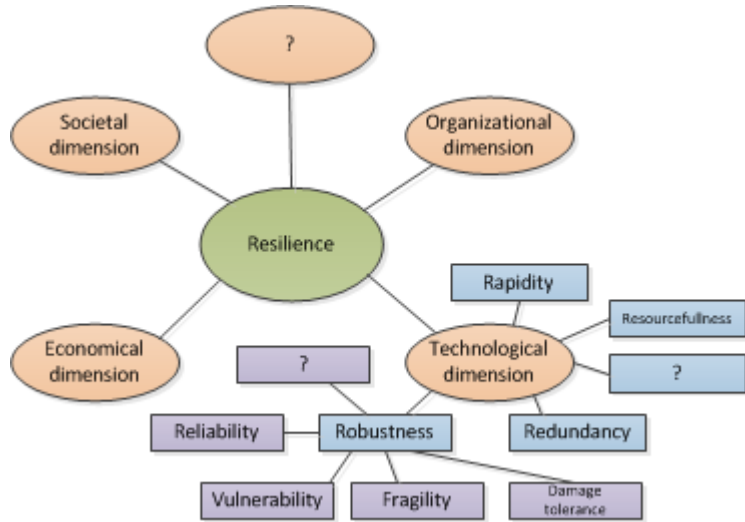 ?
Societal
dimension
Organizational
dimension
Resilience
Rapidity
Resourcefullness
Economical
dimension
Technological
dimension
?
?
Reliability
Robustness
Redundancy
Vulnerability
Fragility
Damage
tolerance